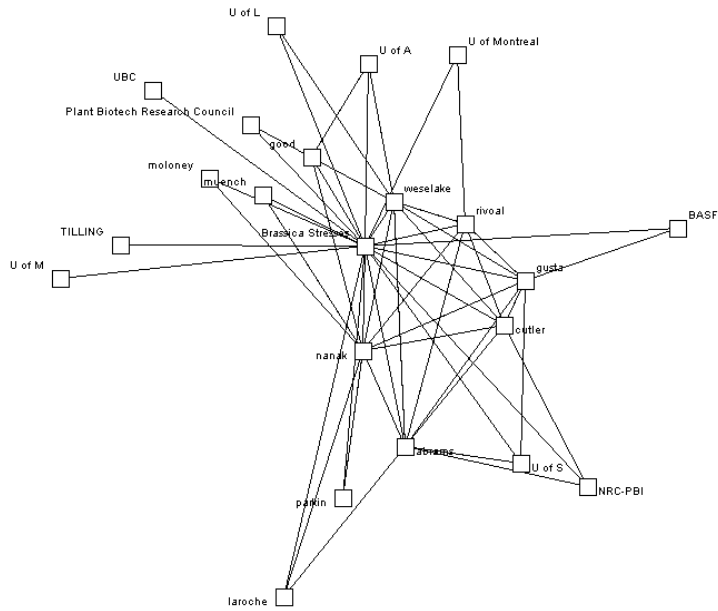 U of L
U of A
U of Montreal
UBC
Plant Biotech Research Council
good
moloney
muench
weselake
rivoal
BASF
TILLING
Brassica Stresses
U of M
gusta
cutler
nanak
abrams
U of S
NRC-PBI
parkin
laroche